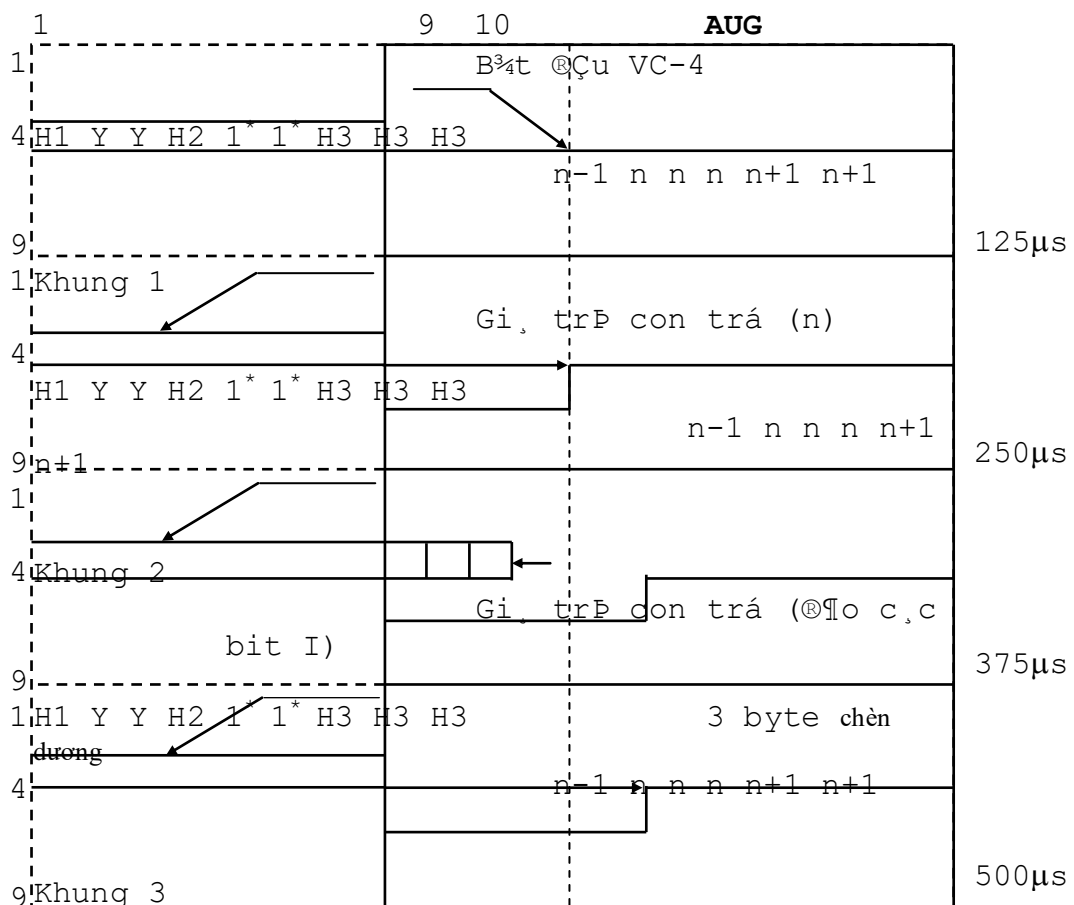 1 9 10 AUG
1
B¾t ®Çu VC-4
4 H1 Y Y H2 1* 1* H3 H3 H3
n-1 n n n n+1 n+1
9 125μs
1 Khung 1
Gi¸ trÞ con trá (n)
4
H1 Y Y H2 1* 1* H3 H3 H3
n-1 n n n n+1
9 n+1 250μs
1
4 Khung 2
Gi¸ trÞ con trá (®¶o c¸c
bit I)
9 375μs
1 H1 Y Y H2 1* 1* H3 H3 H3 3 byte chèn
dương
4 n-1 n n n n+1 n+1
9 Khung 3 500μs